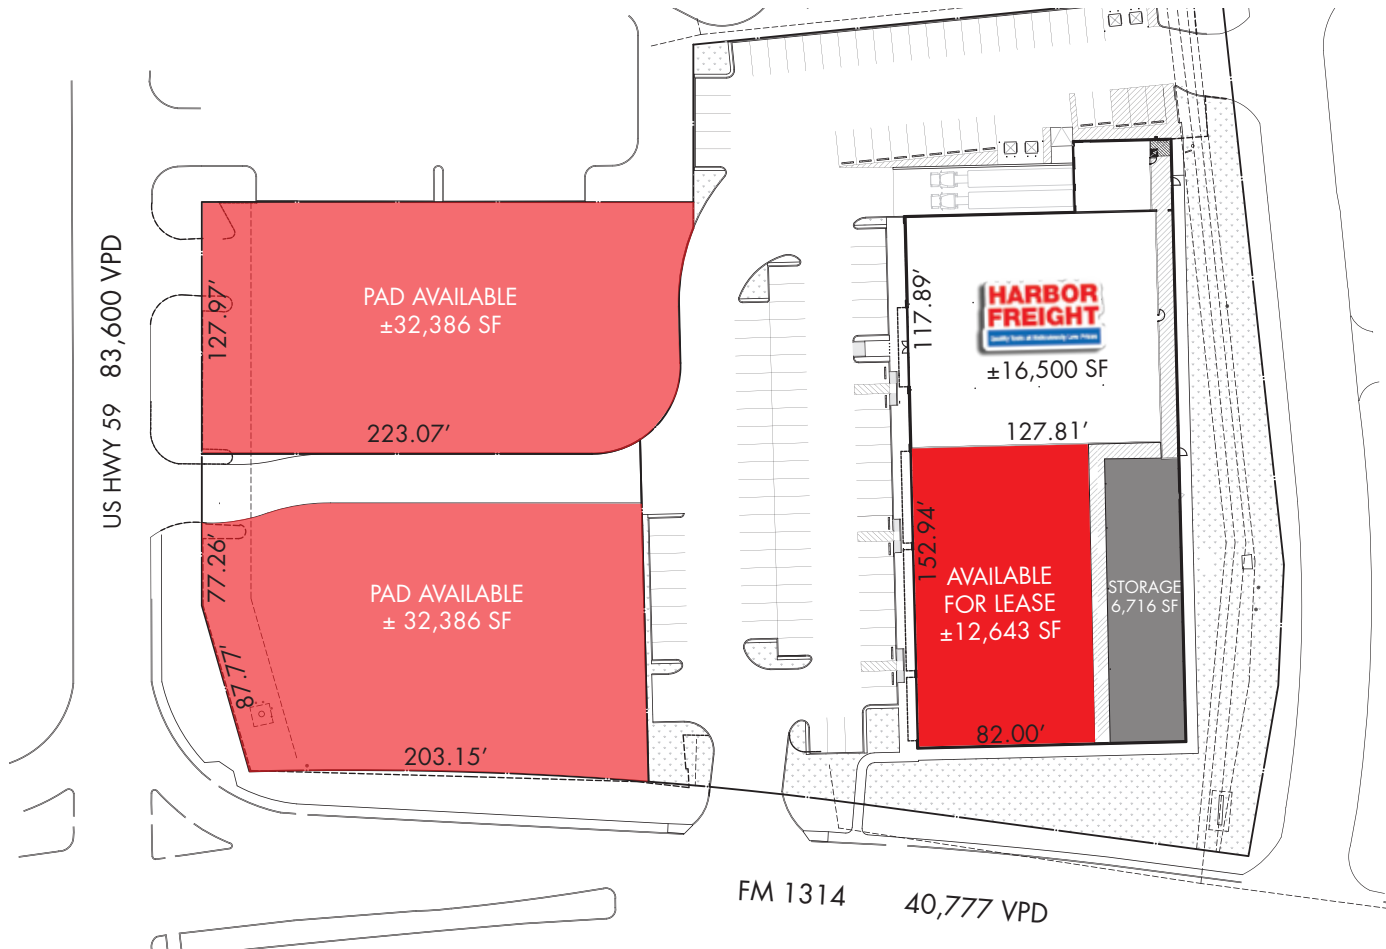 US HWY 59 83,600 VPD
127.97′
PAD AVAILABLE
±32,386 SF
223.07′
77.26′
87.77′
PAD AVAILABLE
± 32,386 SF
203.15′
117.89′
HARBOR
FREIGHT
±16,500 SF
127.81′
152.94′
AVAILABLE
FOR LEASE
±12,643 SF
82.00′
STORAGE
6,716 SF
FM 1314 40,777 VPD